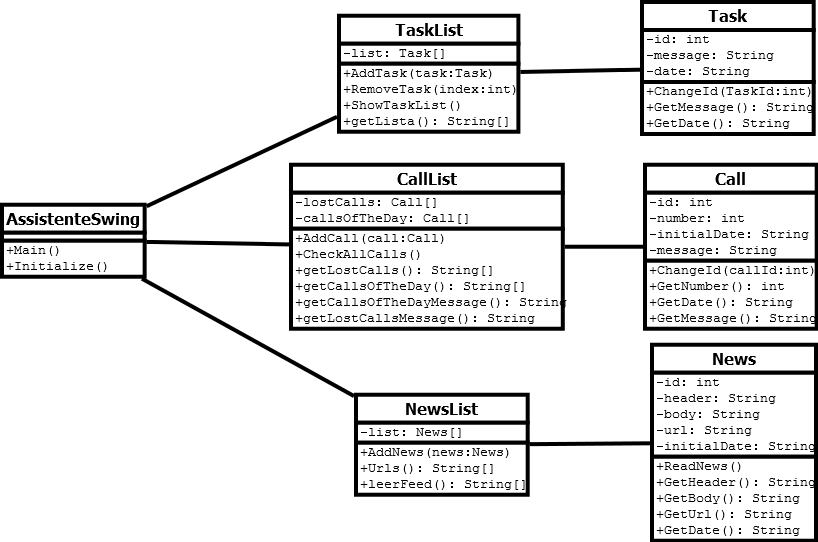 TaskList
-list: Task[]
+AddTask(task:Task)
+RemoveTask(index:int)
+ShowTaskList()
+getLista(): String[]
Task
-id: int
-message: String
-date: String
+ChangeId(TaskId:int)
+GetMessage(): String
+GetDate(): String
AssistenteSwing
+Main()
+Initialize()
CallList
-lostCalls: Call[]
-callsOfTheDay: Call[]
+AddCall(call:Call)
+CheckAllCalls()
+getLostCalls(): String[]
+getCallsOfTheDay(): String[]
+getCallsOfTheDayMessage(): String
+getLostCallsMessage(): String
Call
-id: int
-number: int
-initialDate: String
-message: String
+ChangeId(callId:int)
+GetNumber(): int
+GetDate(): String
+GetMessage(): String
NewsList
-list: News[]
+AddNews(news:News)
+Urls(): String[]
+leerFeed(): String[]
News
-id: int
-header: String
-body: String
-url: String
-initialDate: String
+ReadNews()
+GetHeader(): String
+GetBody(): String
+GetUrl(): String
+GetDate(): String